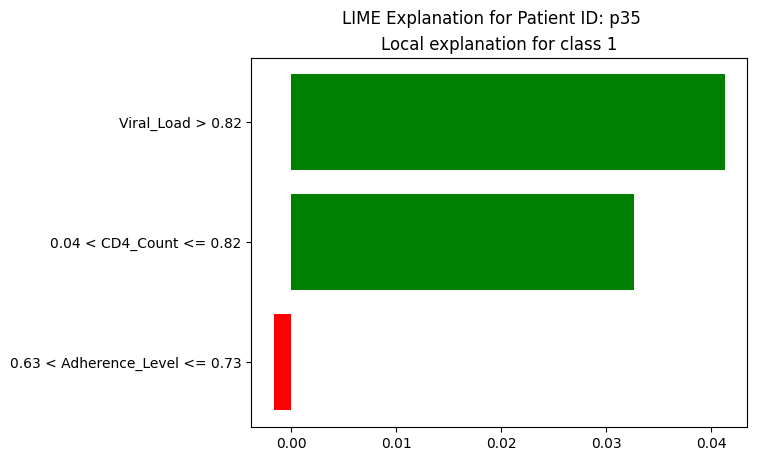 LIME Explanation for Patient ID: p35
Local explanation for class 1
Viral_Load > 0.82
0.04 < CD4_Count <= 0.82
0.63 < Adherence_Level <= 0.73
0.00 0.01 0.02 0.03 0.04